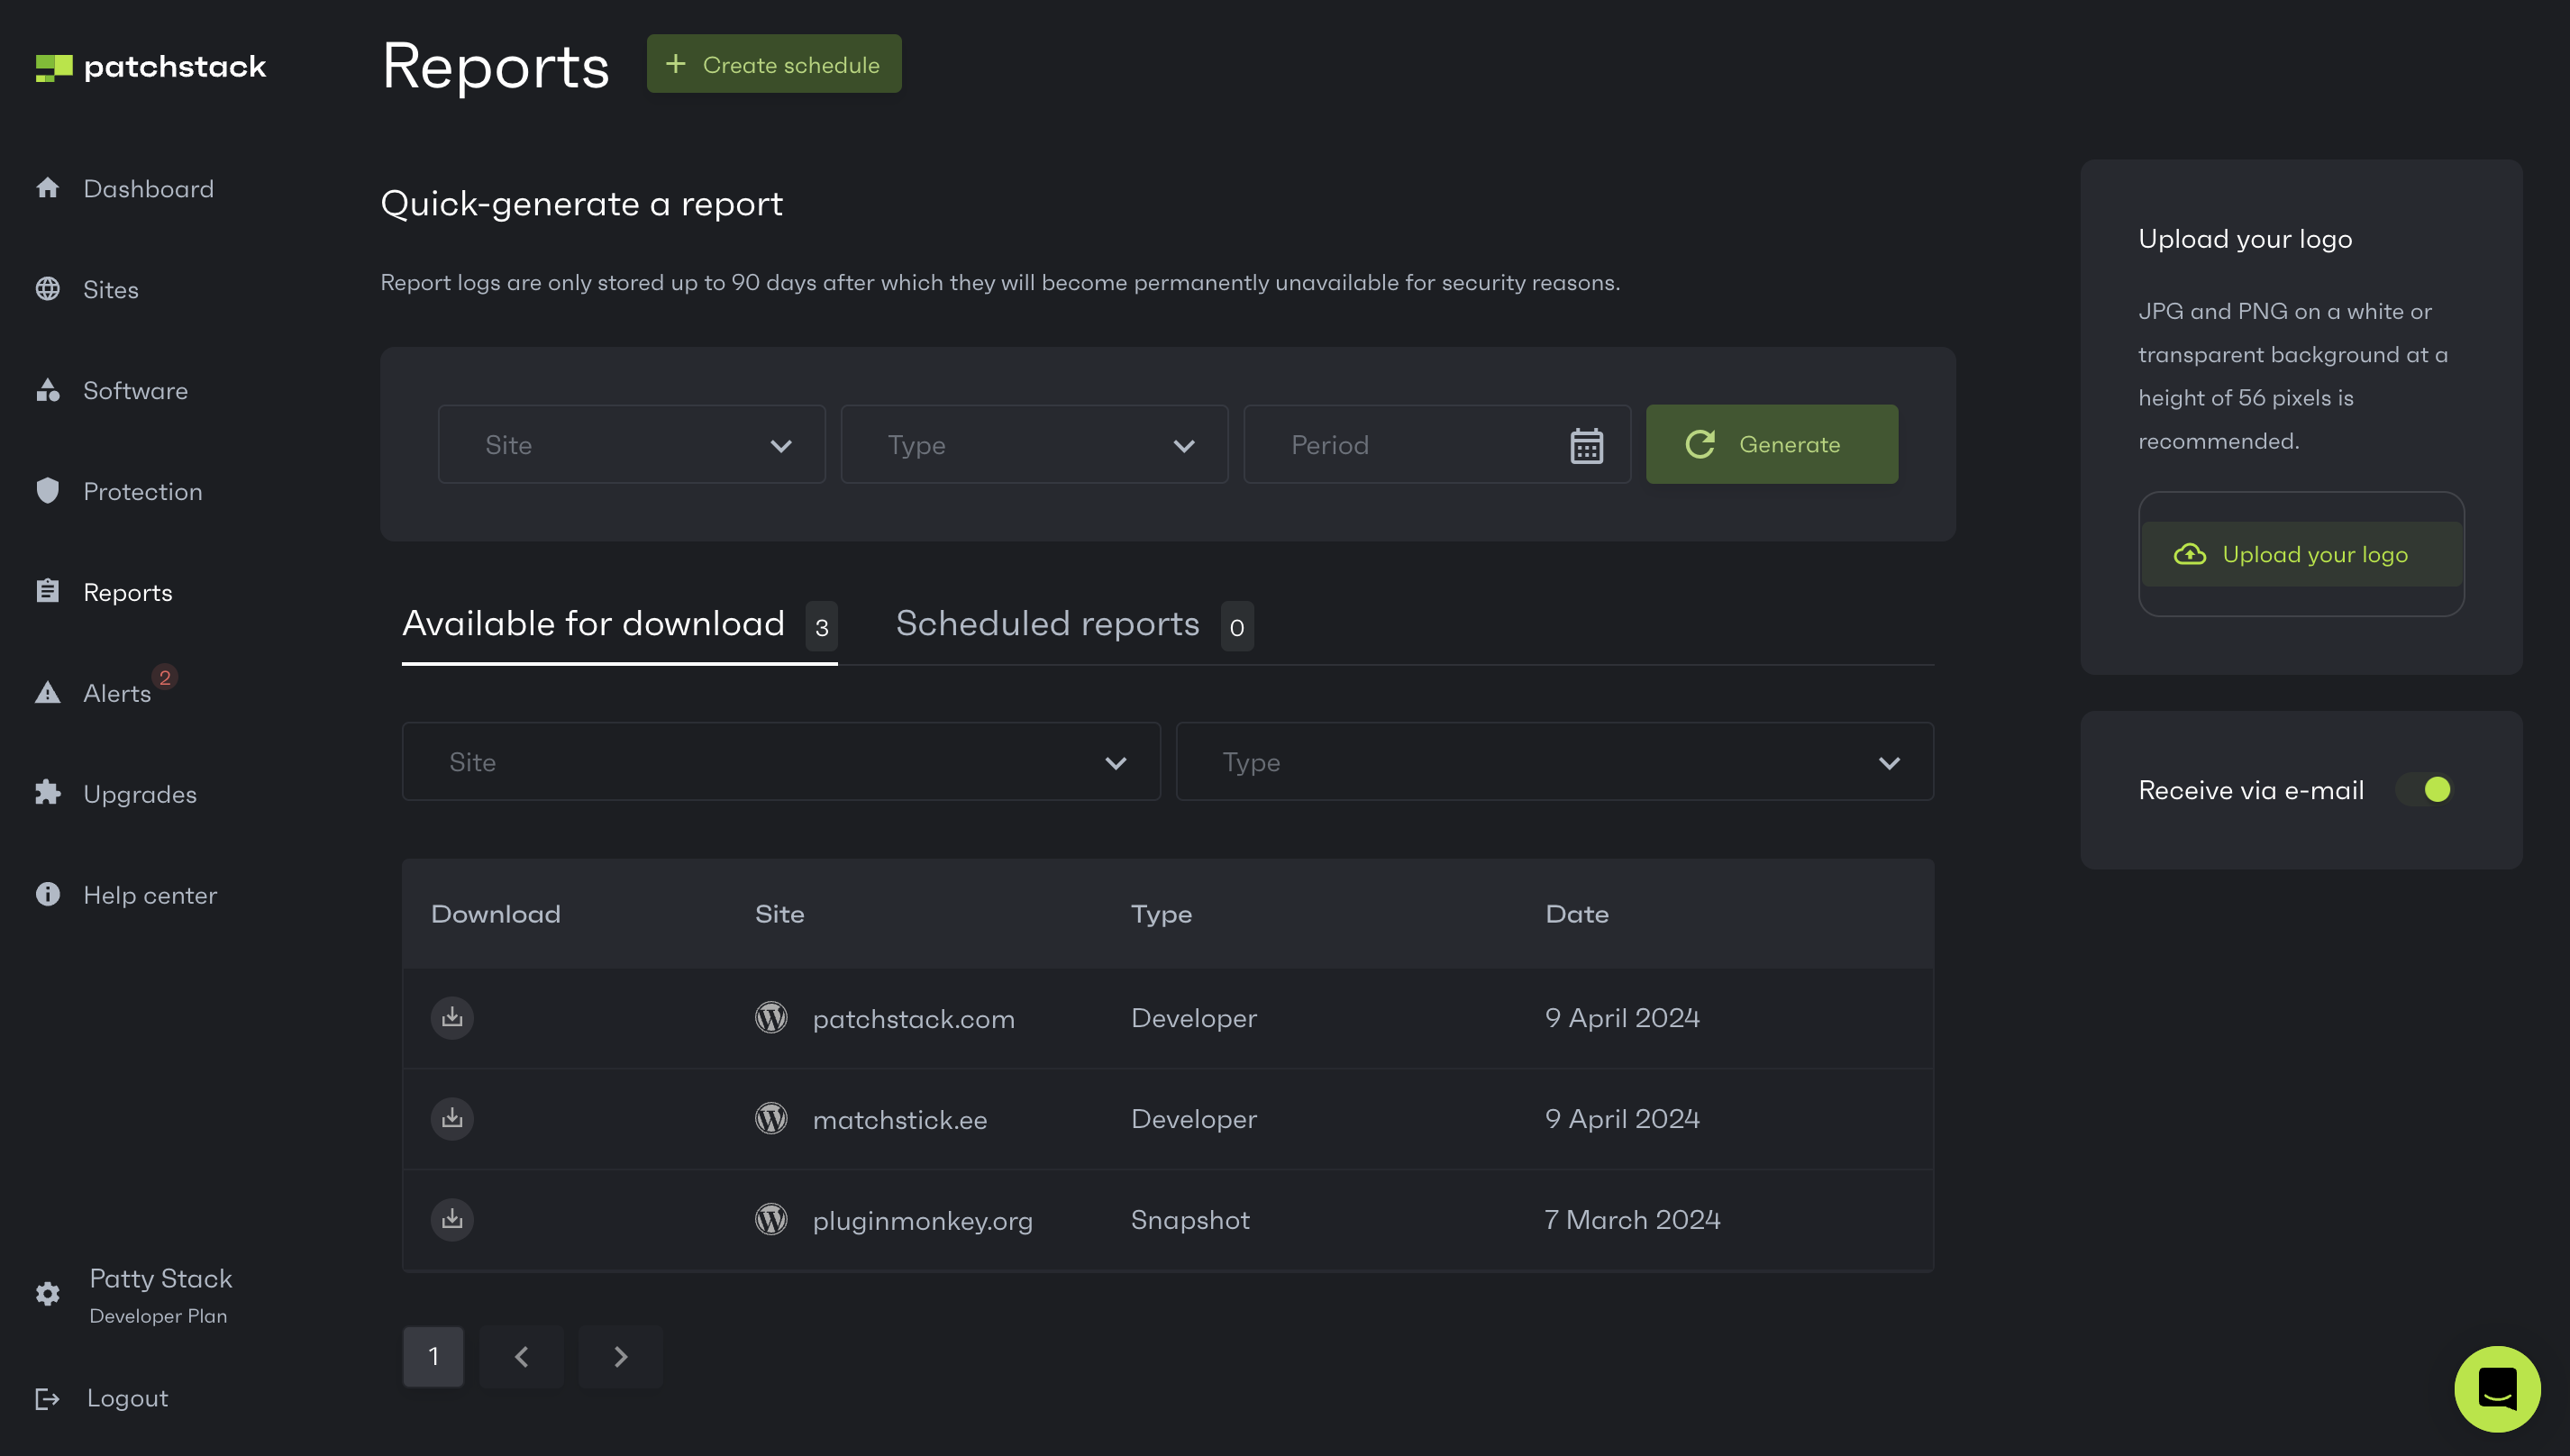 patchstack
Dashboard
Sites
Software
Protection
Reports
Alerts 2
Upgrades
Help center
Patty Stack
Developer Plan
Logout
Reports
+ Create schedule
Quick-generate a report
Report logs are only stored up to 90 days after which they will become permanently unavailable for security reasons.
Site Type Period Generate
Available for download 3 Scheduled reports 0
Site Type
Download Site Type Date
patchstack.com Developer 9 April 2024
matchstick.ee Developer 9 April 2024
pluginmonkey.org Snapshot 7 March 2024
1
Upload your logo
JPG and PNG on a white or
transparent background at a
height of 56 pixels is
recommended.
Upload your logo
Receive via e-mail